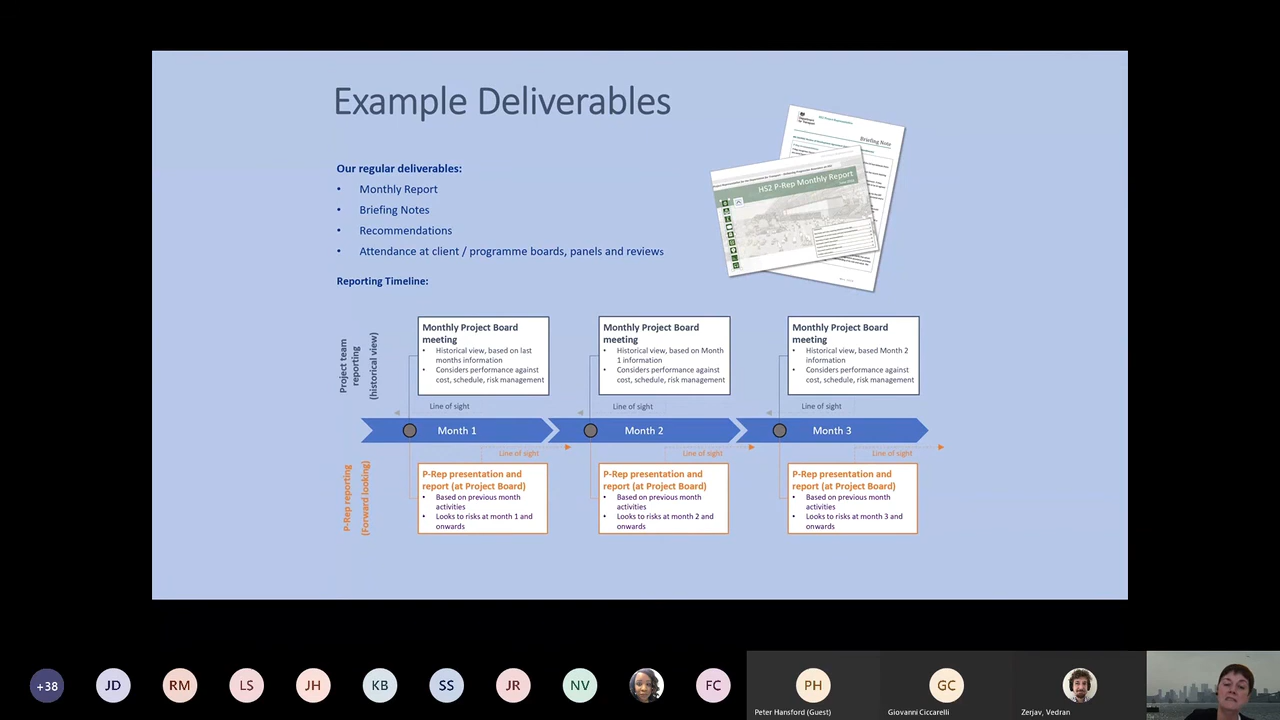 Example Deliverables
Briefing Note
HS2 P-Rep Monthly Report
Our regular deliverables:
• Monthly Report
• Briefing Notes
• Recommendations
• Attendance at client / programme boards, panels and reviews
Reporting Timeline:
Project team
reporting
(historical view)
Monthly Project Board
meeting
• Historical view, based on last
months information
• Considers performance against
cost, schedule, risk management
Monthly Project Board
meeting
• Historical view, based on Month
1 information
• Considers performance against
cost, schedule, risk management
Monthly Project Board
meeting
• Historical view, based Month 2
information
• Considers performance against
cost, schedule, risk management
Line of sight
Line of sight
Line of sight
Month 1
Month 2
Month 3
Line of sight
Line of sight
Line of sight
P-Rep reporting
(Forward looking)
P-Rep presentation and
report (at Project Board)
• Based on previous month
activities
• Looks to risks at month 1 and
onwards
P-Rep presentation and
report (at Project Board)
• Based on previous month
activities
• Looks to risks at month 2 and
onwards
P-Rep presentation and
report (at Project Board)
• Based on previous month
activities
• Looks to risks at month 3 and
onwards
+38
JD
RM
LS
JH
KB
SS
JR
NV
FC
PH
GC
Peter Hansford (Guest)
Giovanni Ciccarelli
Zerjav, Vedran